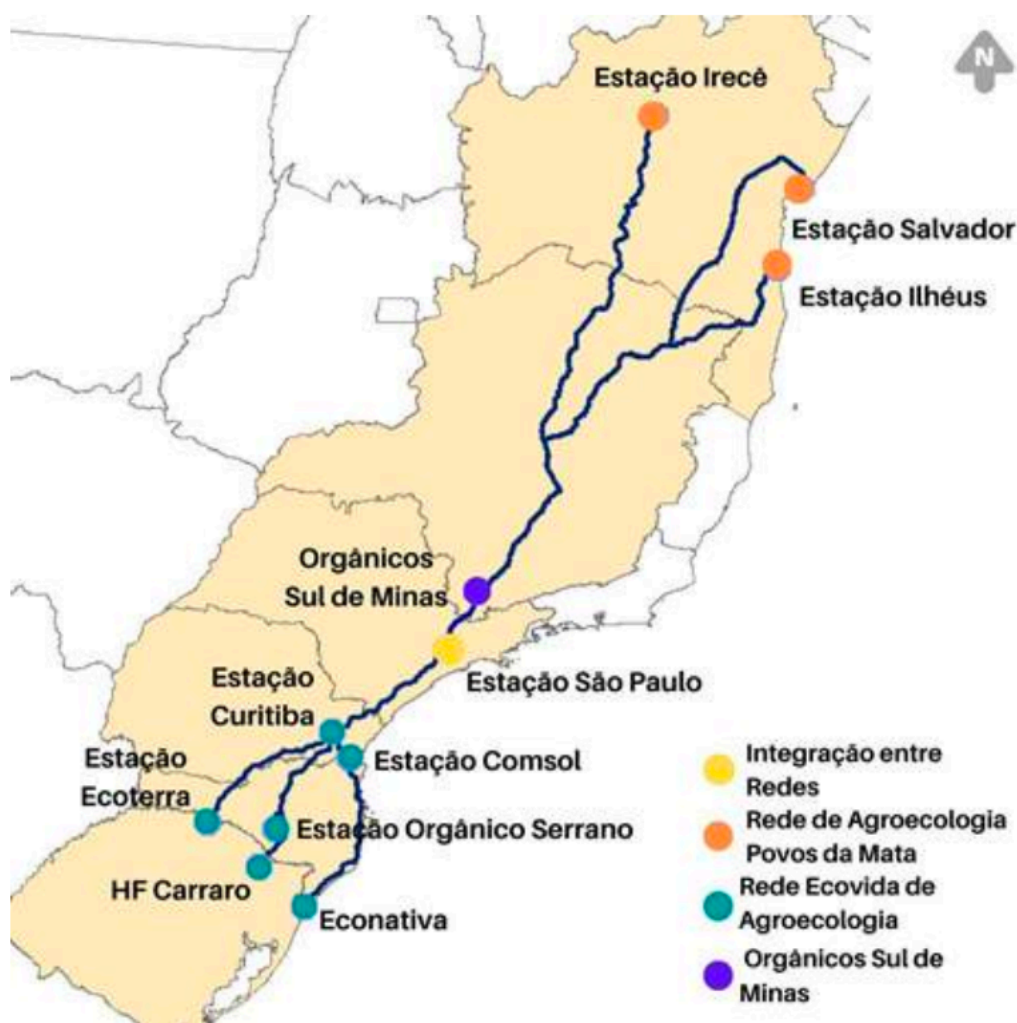 N
Estação Irecê
Estação Salvador
Estação Ilhéus
Orgânicos
Sul de Minas
Estação São Paulo
Estação
Curitiba
Estação Comsol
Estação
Ecoterra
Estação Orgânico Serrano
HF Carraro
Econativa
Integração entre
Redes
Rede de Agroecologia
Povos da Mata
Rede Ecovida de
Agroecologia
Orgânicos Sul de
Minas